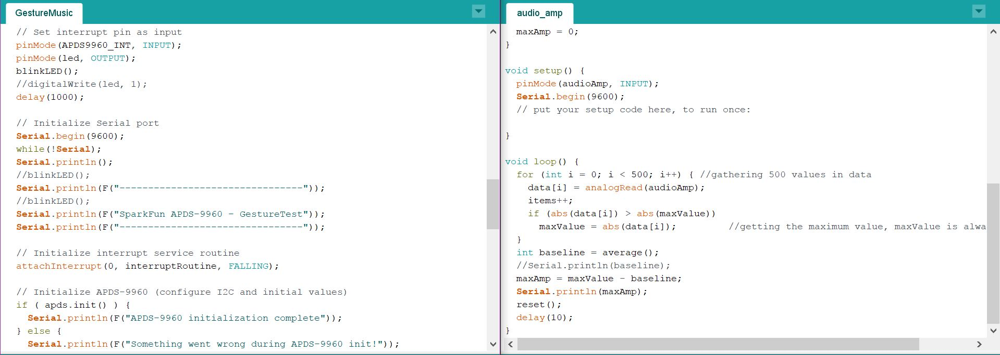 GestureMusic
// Set interrupt pin as input
pinMode(APDS9960_INT, INPUT);
pinMode(led, OUTPUT);
blinkLED();
//digitalWrite(led, 1);
delay(1000);
// Initialize Serial port
Serial.begin(9600);
while(!Serial);
Serial.println();
//blinkLED();
Serial.println(F("--------------------------------"));
//blinkLED();
Serial.println(F("SparkFun APDS-9960 - GestureTest"));
Serial.println(F("--------------------------------"));
// Initialize interrupt service routine
attachInterrupt(0, interruptRoutine, FALLING);
// Initialize APDS-9960 (configure I2C and initial values)
if ( apds.init() ) {
Serial.println(F("APDS-9960 initialization complete"));
} else {
Serial.println(F("Something went wrong during APDS-9960 init!"));
audio_amp
maxAmp = 0;
}
void setup() {
pinMode(audioAmp, INPUT);
Serial.begin(9600);
// put your setup code here, to run once:
}
void loop() {
for (int i = 0; i < 500; i++) { //gathering 500 values in data
data[i] = analogRead(audioAmp);
items++;
if (abs(data[i]) > abs(maxValue))
maxValue = abs(data[i]); //getting the maximum value, maxValue is alwa
}
int baseline = average();
//Serial.println(baseline);
maxAmp = maxValue - baseline;
Serial.println(maxAmp);
reset();
delay(10);
}